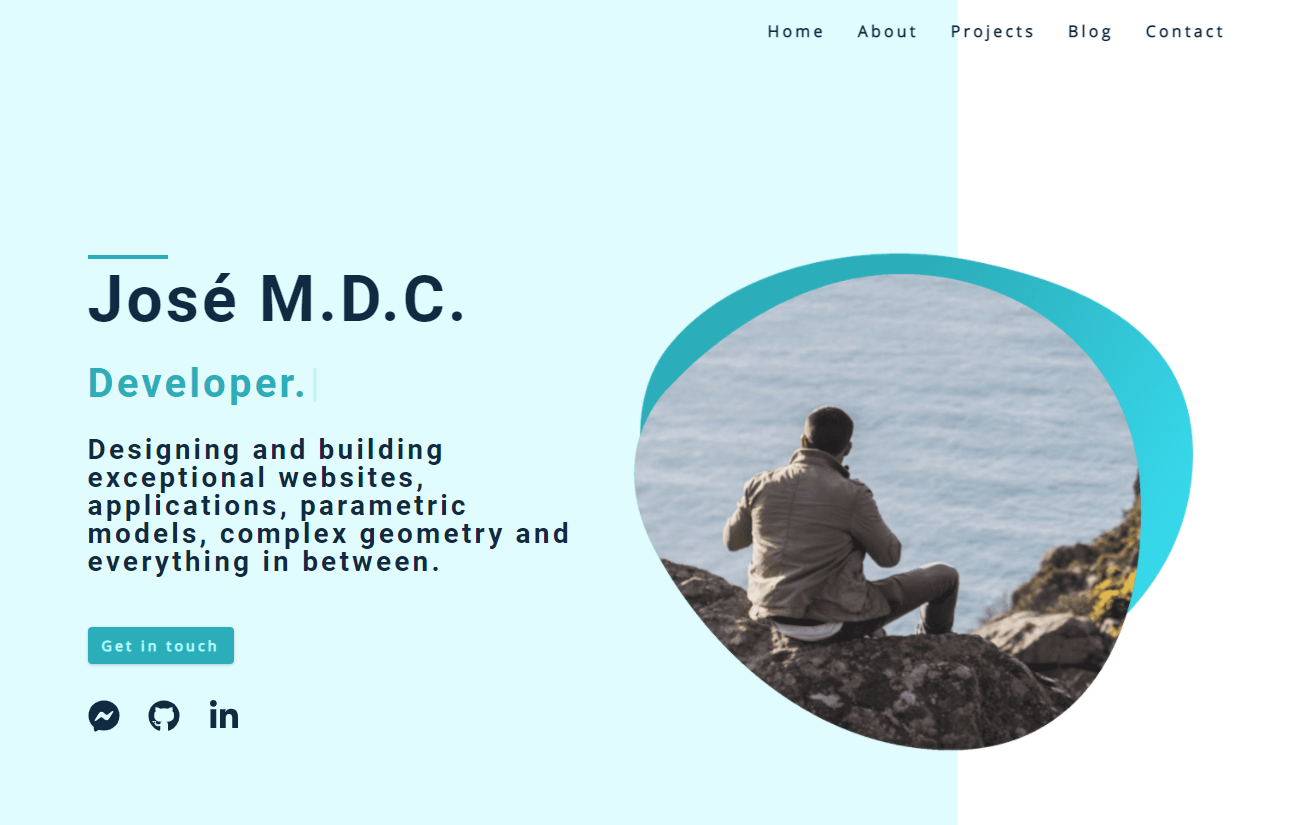 Home About Projects Blog Contact
José M.D.C.
Developer.
Designing and building
exceptional websites,
applications, parametric
models, complex geometry and
everything in between.
Get in touch
in